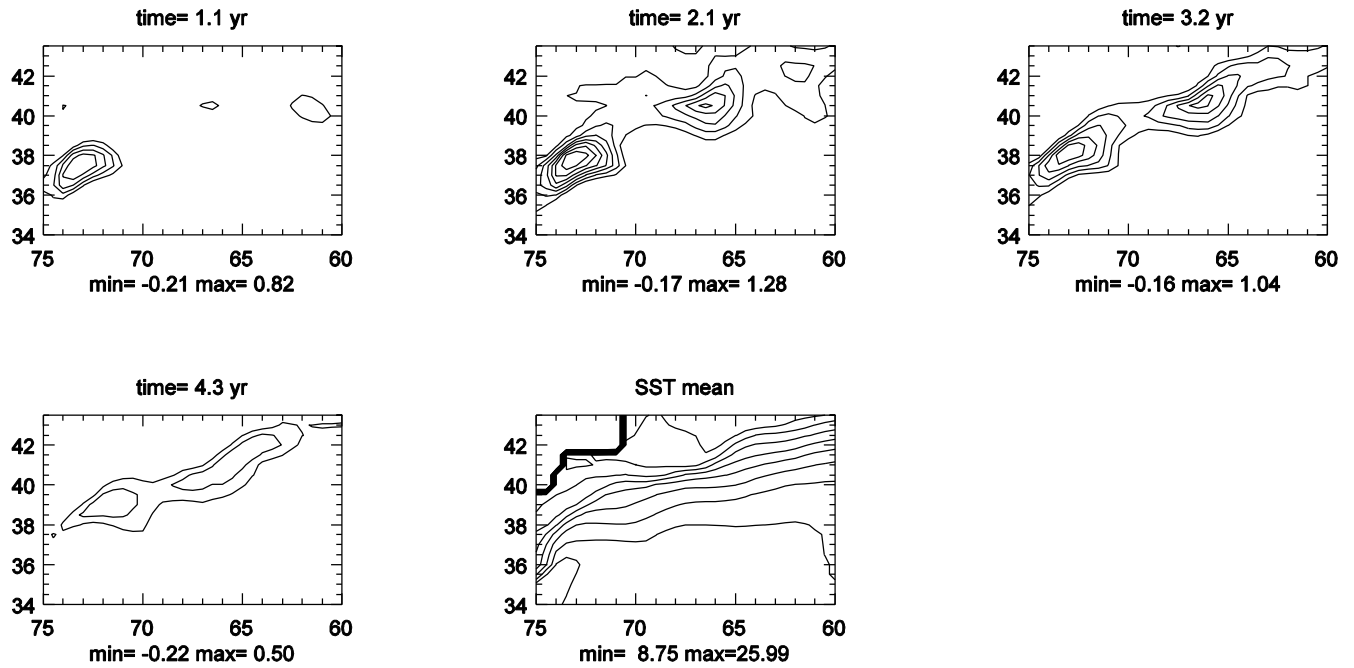 time= 1.1 yr time= 2.1 yr time= 3.2 yr
42 42 42
40 40 40
38 38 38
36 36 36
34 34 34
75 70 65 60 75 70 65 60 75 70 65 60
min= -0.21 max= 0.82 min= -0.17 max= 1.28 min= -0.16 max= 1.04
time= 4.3 yr SST mean
42 42
40 40
38 38
36 36
34 34
75 70 65 60 75 70 65 60
min= -0.22 max= 0.50 min= 8.75 max=25.99